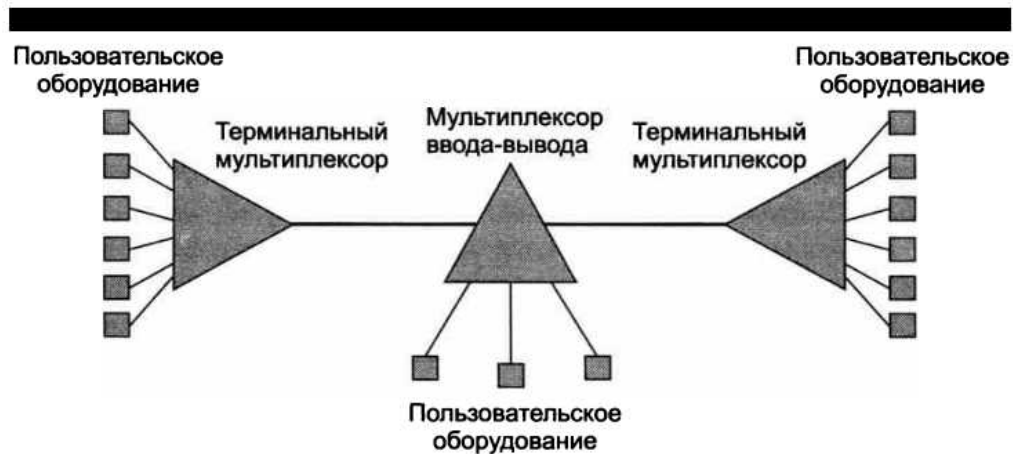 Пользовательское
оборудование
Пользовательское
оборудование
Терминальный
мультиплексор
Мультиплексор
ввода-вывода
Терминальный
мультиплексор
Пользовательское
оборудование